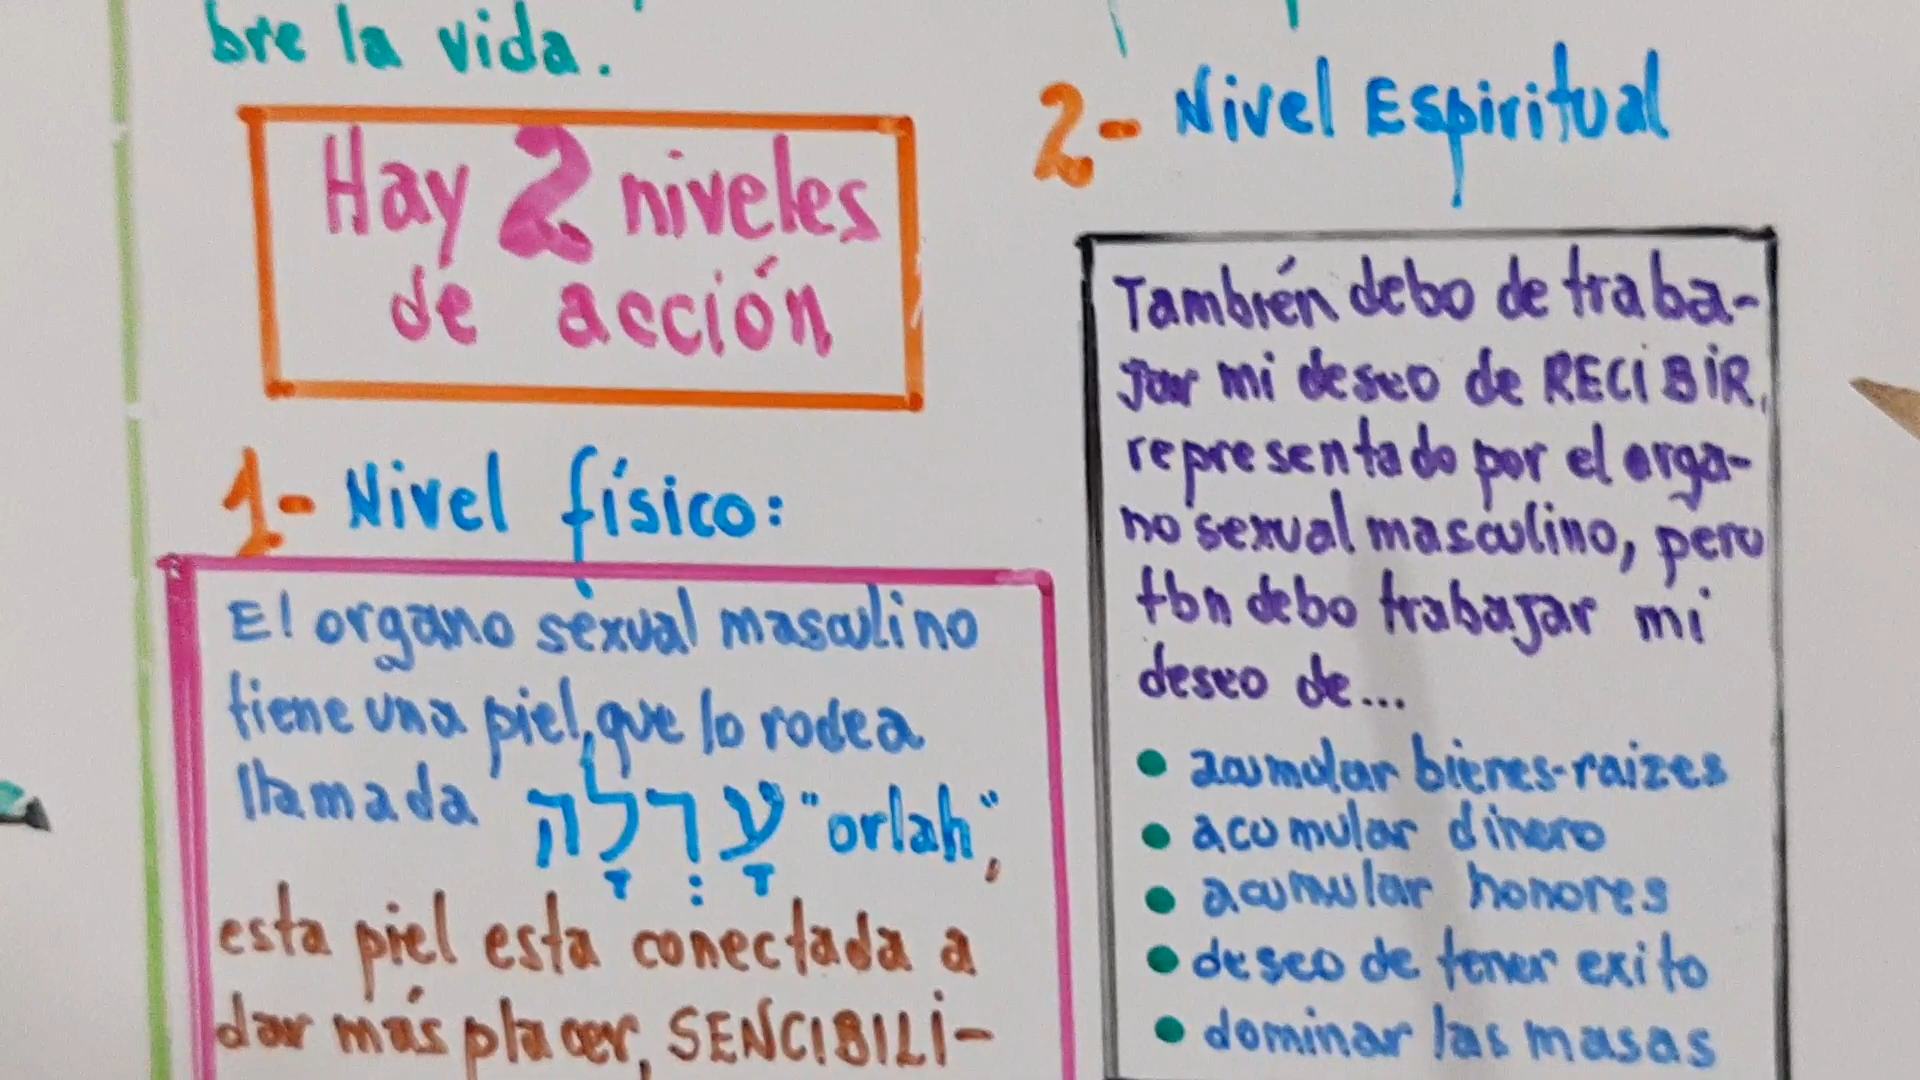 bre la vida.
Hay 2 niveles
de acción
1- Nivel físico:
El organo sexual masculino
tiene una piel, que lo rodea
llamada עָרְלָה "orlah",
esta piel esta conectada a
dar más placer, SENCIBILI-
2- Nivel Espiritual
También debo de traba-
jar mi deseo de RECIBIR,
representado por el orga-
no sexual masculino, pero
tbn debo trabajar mi
deseo de...
• acumular bienes-raizes
• acumular dinero
• acumular honores
• deseo de tener exito
• dominar las masas